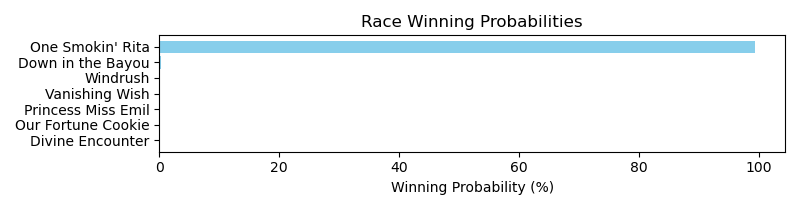 Race Winning Probabilities
One Smokin' Rita
Down in the Bayou
Windrush
Vanishing Wish
Princess Miss Emil
Our Fortune Cookie
Divine Encounter
0 20 40 60 80 100
Winning Probability (%)